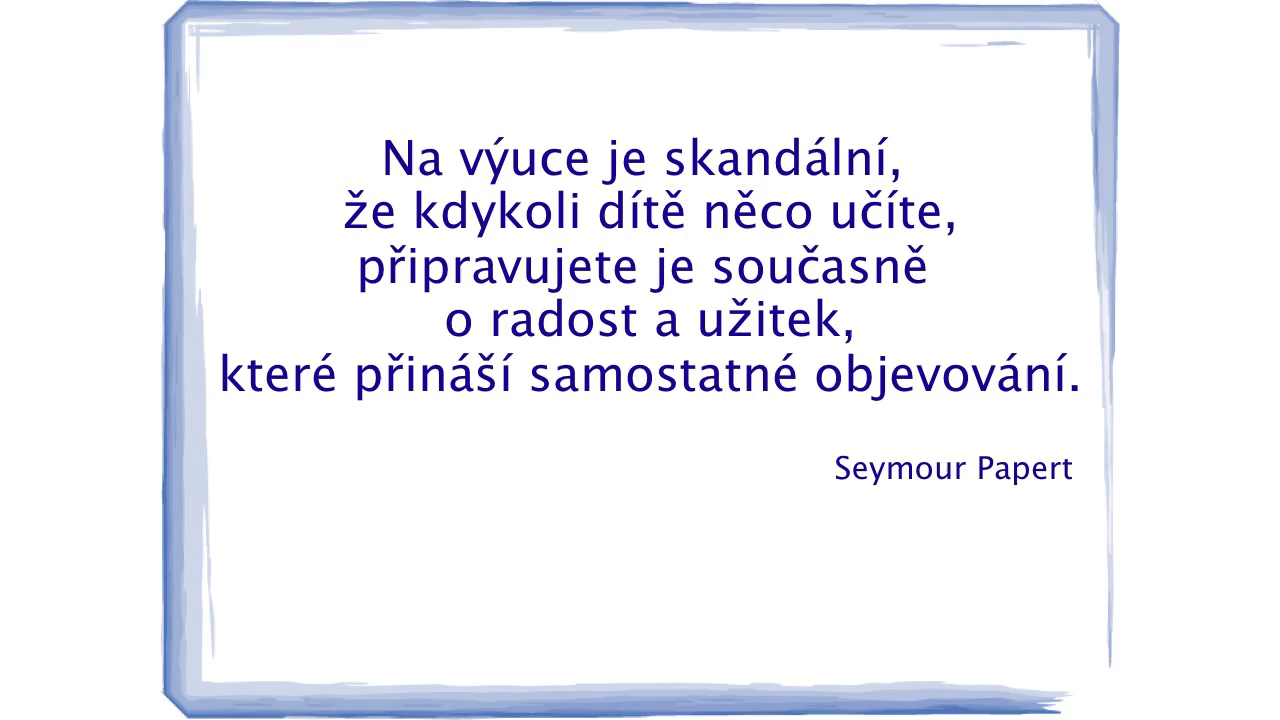 Na výuce je skandální,
že kdykoli dítě něco učíte,
připravujete je současně
o radost a užitek,
které přináší samostatné objevování.
Seymour Papert